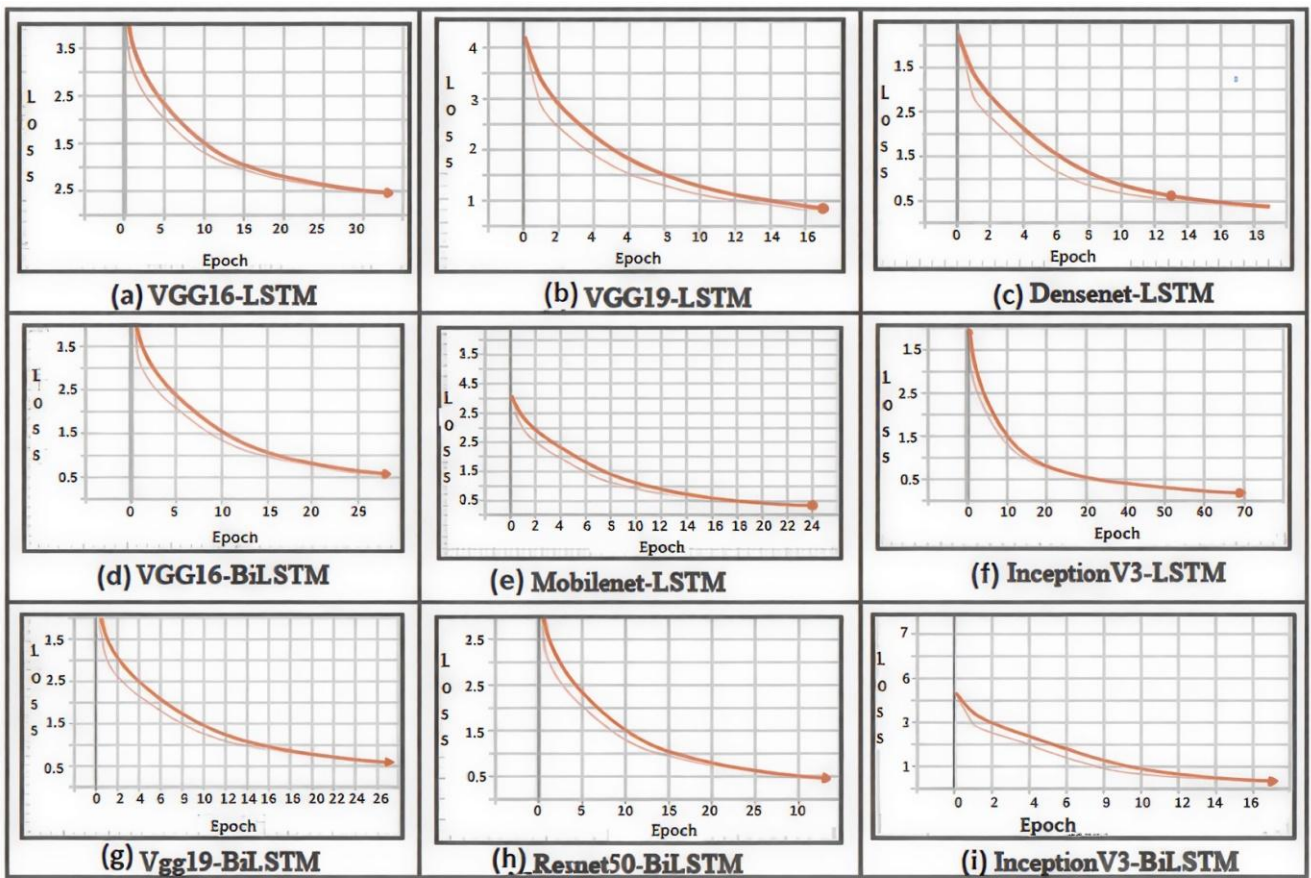 3.5
2.5
1.5
2.5
L
O
S
S
0 5 10 15 20 25 30
Epoch
(a) VGG16-LSTM
4
3
2
1
L
o
s
s
0 2 4 4 8 10 12 14 16
Epoch
(b) VGG19-LSTM
1.5
2.5
1.5
0.5
L
O
S
S
0 2 4 6 8 10 12 14 16 18
Epoch
(c) Densenet-LSTM
3.5
2.5
1.5
0.5
L
O
S
S
0 5 10 15 20 25
Epoch
(d) VGG16-BiLSTM
5.5
4.5
3.5
2.5
1.5
0.5
L
O
S
S
0 2 4 6 8 10 12 14 16 18 20 22 24
Epoch
(e) Mobilenet-LSTM
1.5
2.5
1.5
0.5
L
O
S
S
0 10 20 30 40 50 60 70
Epoch
(f) InceptionV3-LSTM
1.5
2.5
1.5
0.5
L
O
S
S
0 2 4 6 8 10 12 14 16 18 20 22 24 26
Epoch
(g) Vgg19-BiLSTM
2.5
2.5
1.5
0.5
L
O
S
S
0 5 10 15 20 25 10
Epoch
(h) Resnet50-BiLSTM
7
6
3
1
L
O
S
S
0 2 4 6 9 10 12 14 16
Epoch
(i) InceptionV3-BiLSTM